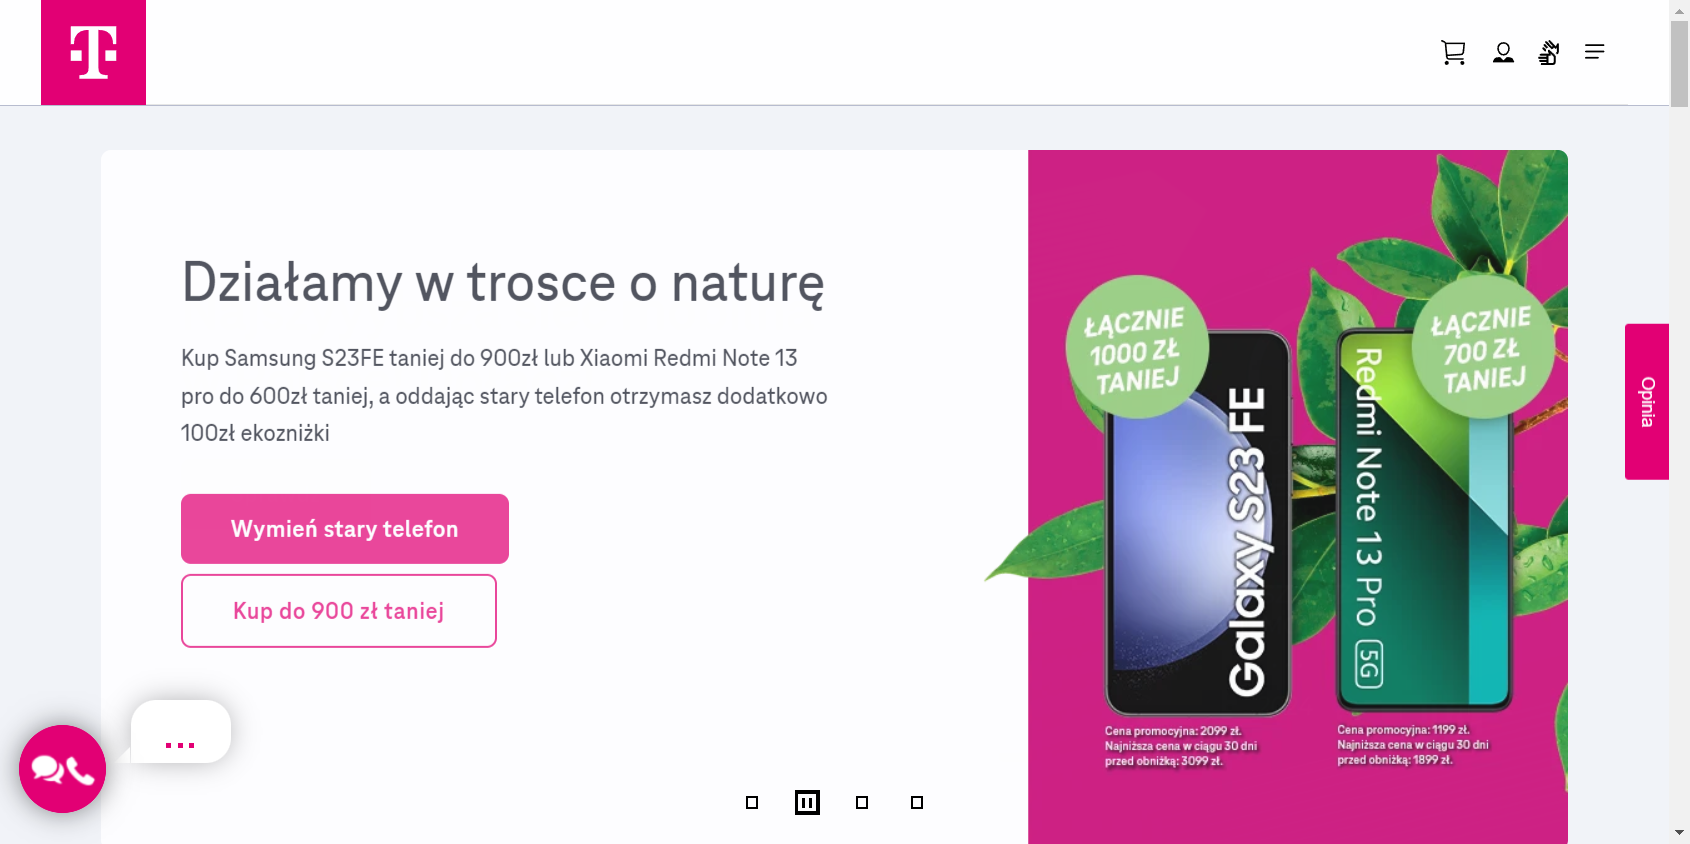 T
Działamy w trosce o naturę
Kup Samsung S23FE taniej do 900zł lub Xiaomi Redmi Note 13
pro do 600zł taniej, a oddając stary telefon otrzymasz dodatkowo
100zł ekozniżki
Wymień stary telefon
Kup do 900 zł taniej
...
ŁĄCZNIE
1000 ZŁ
TANIEJ
Galaxy S23 FE
Cena promocyjna: 2099 zł.
Najniższa cena w ciągu 30 dni
przed obniżką: 3099 zł.
ŁĄCZNIE
700 ZŁ
TANIEJ
Redmi Note 13 Pro 5G
Cena promocyjna: 1199 zł.
Najniższa cena w ciągu 30 dni
przed obniżką: 1899 zł.
Opinia